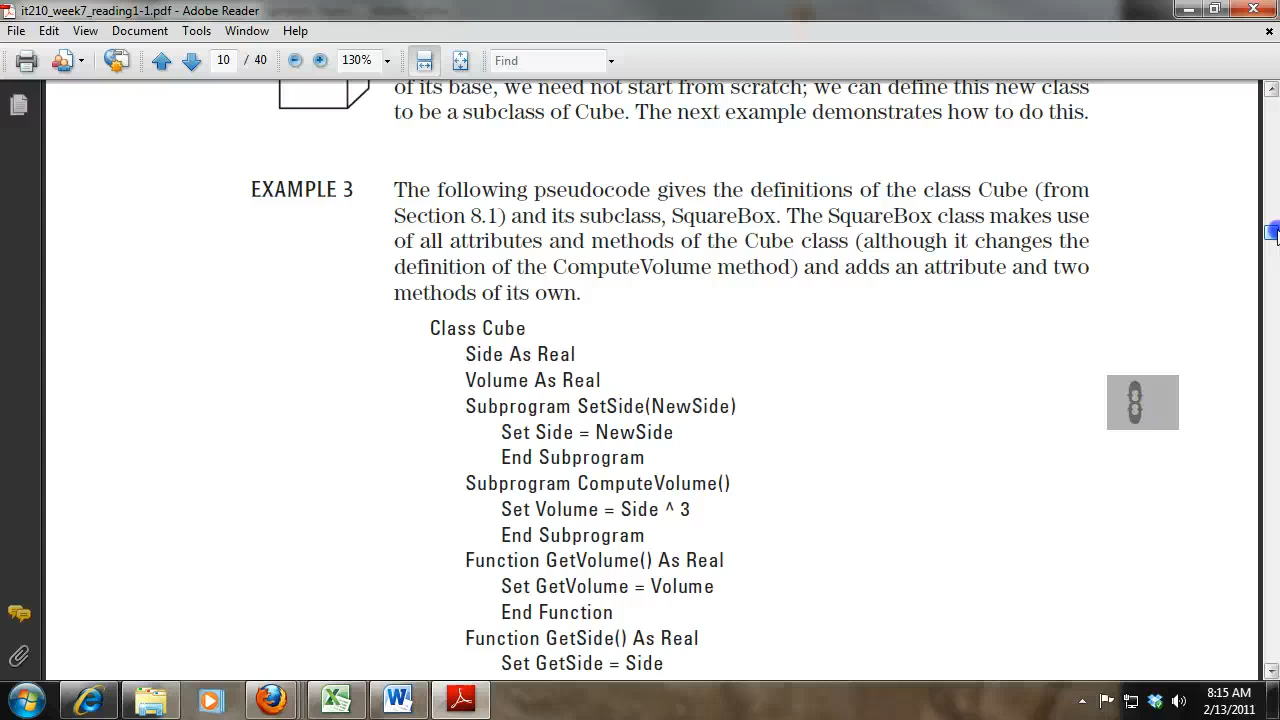 it210_week7_reading1-1.pdf - Adobe Reader
File Edit View Document Tools Window Help
10 / 40 130% Find
of its base, we need not start from scratch; we can define this new class
to be a subclass of Cube. The next example demonstrates how to do this.
EXAMPLE 3 The following pseudocode gives the definitions of the class Cube (from
Section 8.1) and its subclass, SquareBox. The SquareBox class makes use
of all attributes and methods of the Cube class (although it changes the
definition of the ComputeVolume method) and adds an attribute and two
methods of its own.
Class Cube
Side As Real
Volume As Real
Subprogram SetSide(NewSide)
Set Side = NewSide
End Subprogram
Subprogram ComputeVolume()
Set Volume = Side ^ 3
End Subprogram
Function GetVolume() As Real
Set GetVolume = Volume
End Function
Function GetSide() As Real
Set GetSide = Side
8:15 AM
2/13/2011